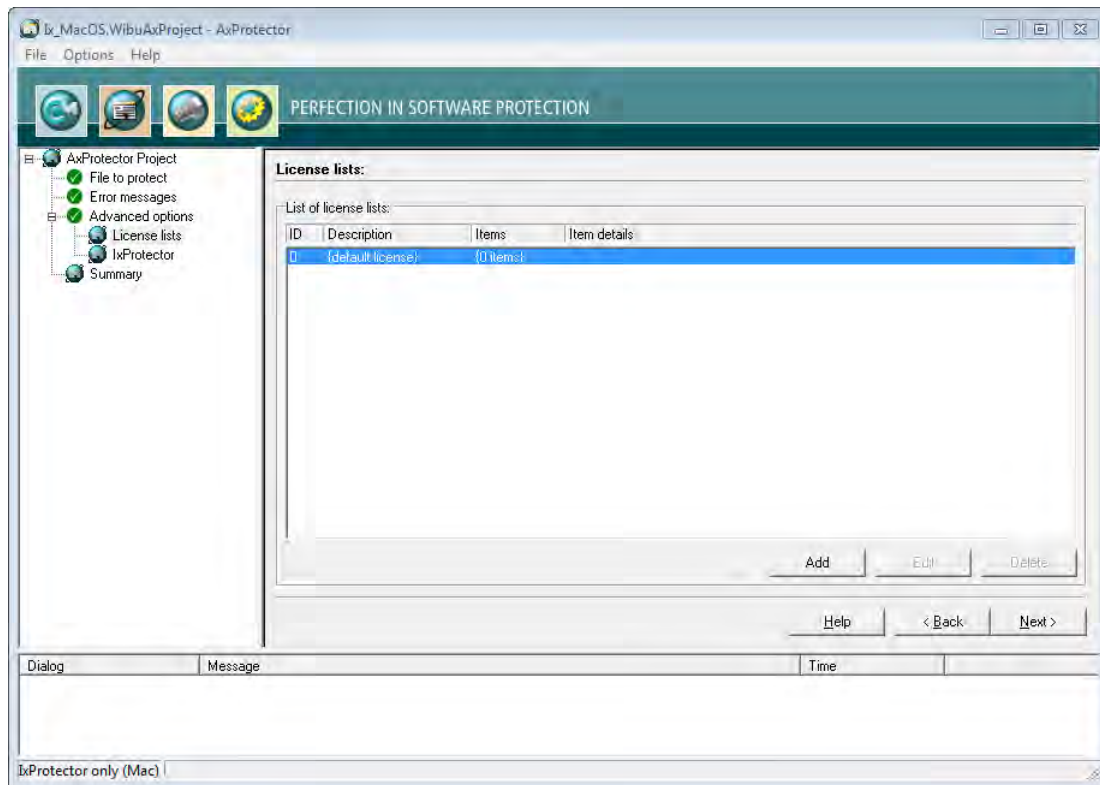 Ix_MacOS.WibuAxProject - AxProtector
File Options Help
PERFECTION IN SOFTWARE PROTECTION
AxProtector Project
File to protect
Error messages
Advanced options
License lists
IxProtector
Summary
License lists:
List of license lists:
ID Description Items Item details
0 {default license} {0 items}
Add Edit Delete
Help < Back Next >
Dialog Message Time
IxProtector only (Mac)